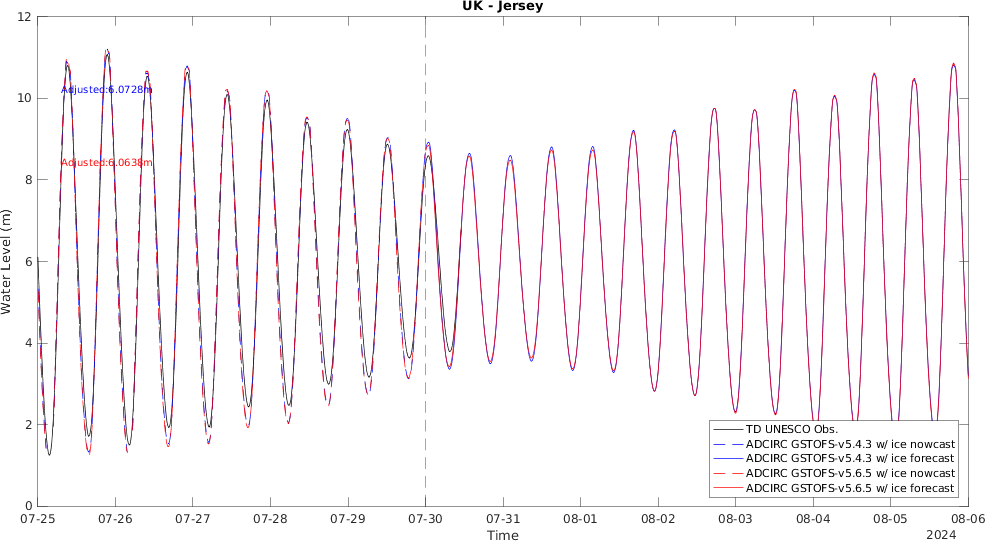 UK - Jersey
12
10
8
6
4
2
0
Water Level (m)
Adjusted:6.0728m
Adjusted:6.0638m
TD UNESCO Obs.
ADCIRC GSTOFS-v5.4.3 w/ ice nowcast
ADCIRC GSTOFS-v5.4.3 w/ ice forecast
ADCIRC GSTOFS-v5.6.5 w/ ice nowcast
ADCIRC GSTOFS-v5.6.5 w/ ice forecast
07-25 07-26 07-27 07-28 07-29 07-30 07-31 08-01 08-02 08-03 08-04 08-05 08-06
Time
2024